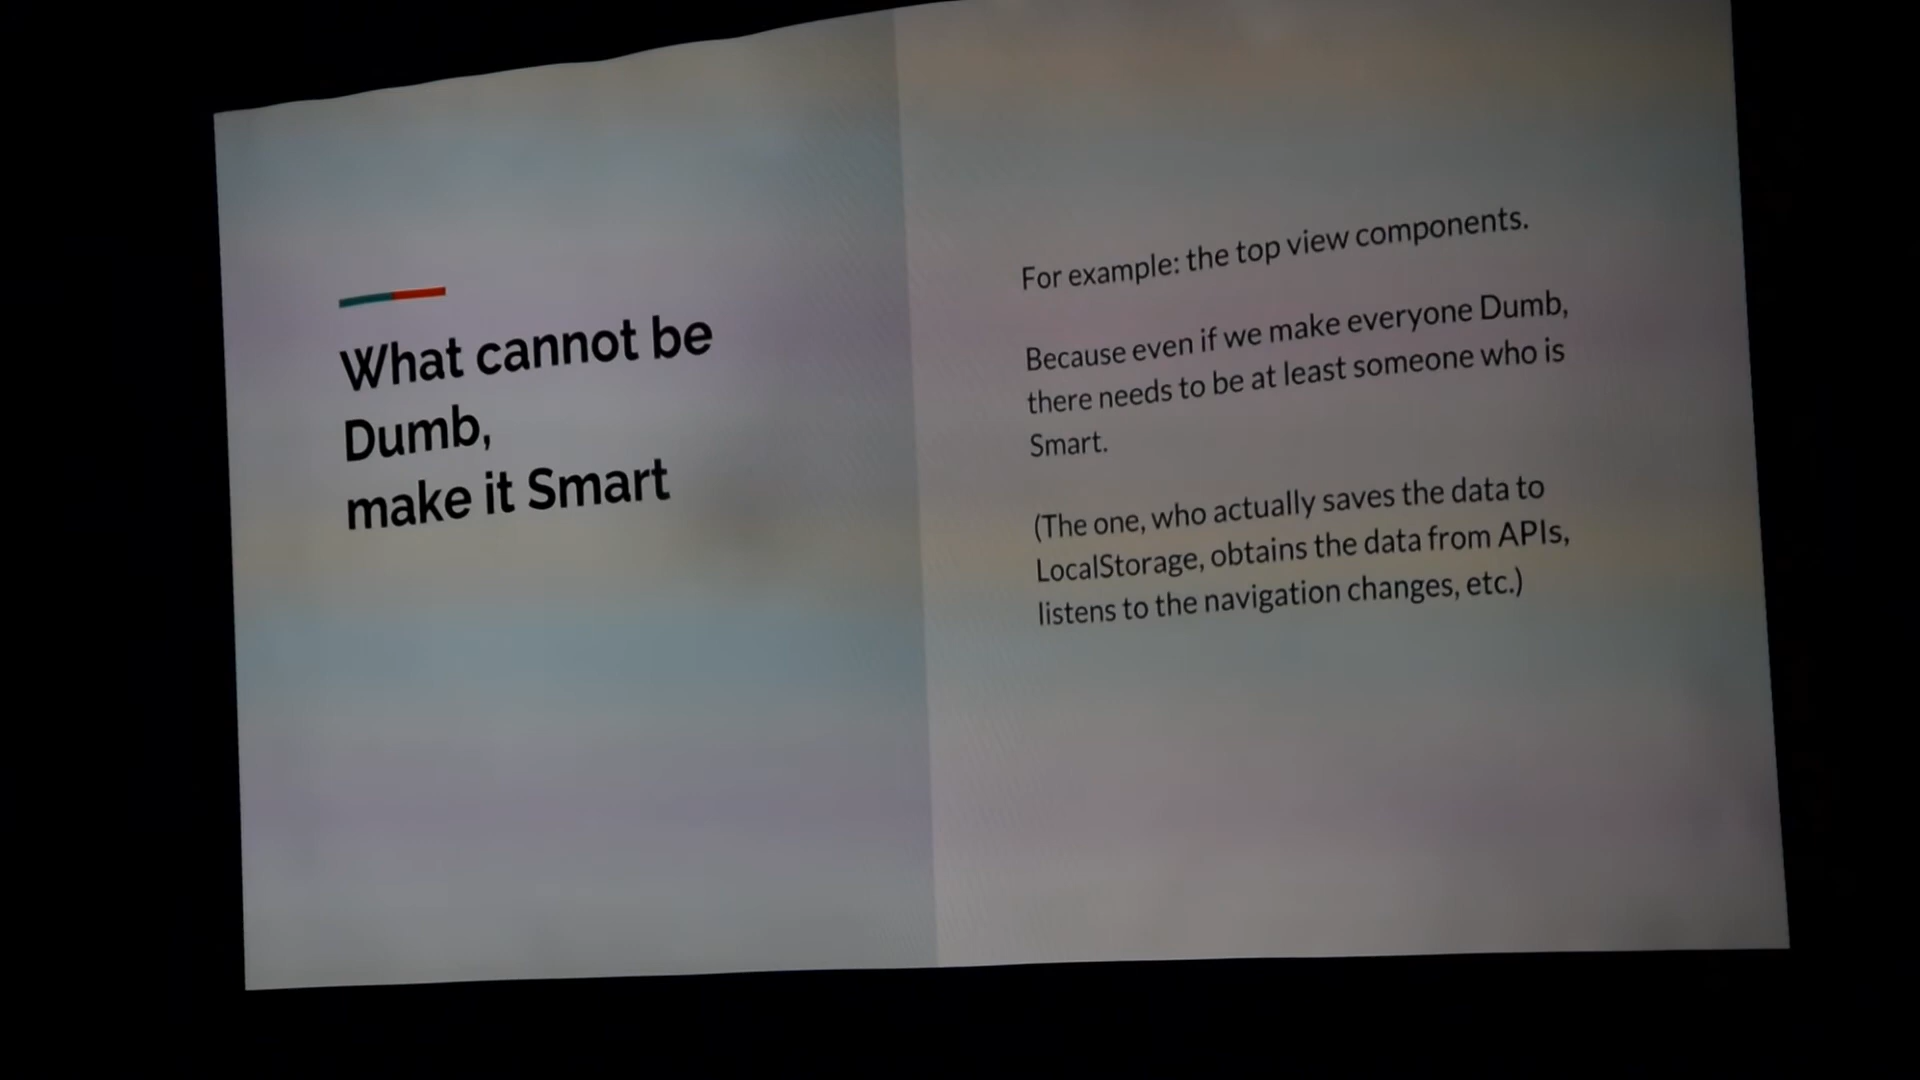 What cannot be
Dumb,
make it Smart
For example: the top view components.
Because even if we make everyone Dumb,
there needs to be at least someone who is
Smart.
(The one, who actually saves the data to
LocalStorage, obtains the data from APIs,
listens to the navigation changes, etc.)